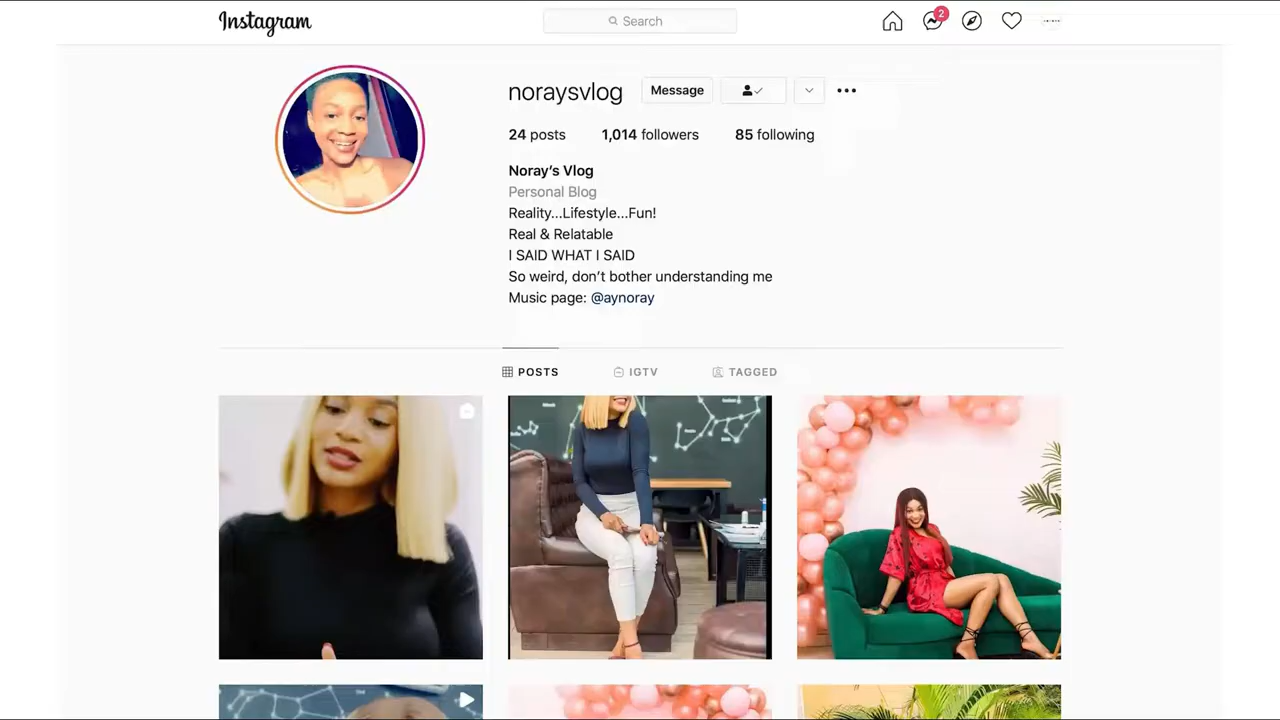 Instagram
Search
2
noraysvlog
Message
24 posts 1,014 followers 85 following
Noray’s Vlog
Personal Blog
Reality...Lifestyle...Fun!
Real & Relatable
I SAID WHAT I SAID
So weird, don’t bother understanding me
Music page: @aynoray
POSTS IGTV TAGGED